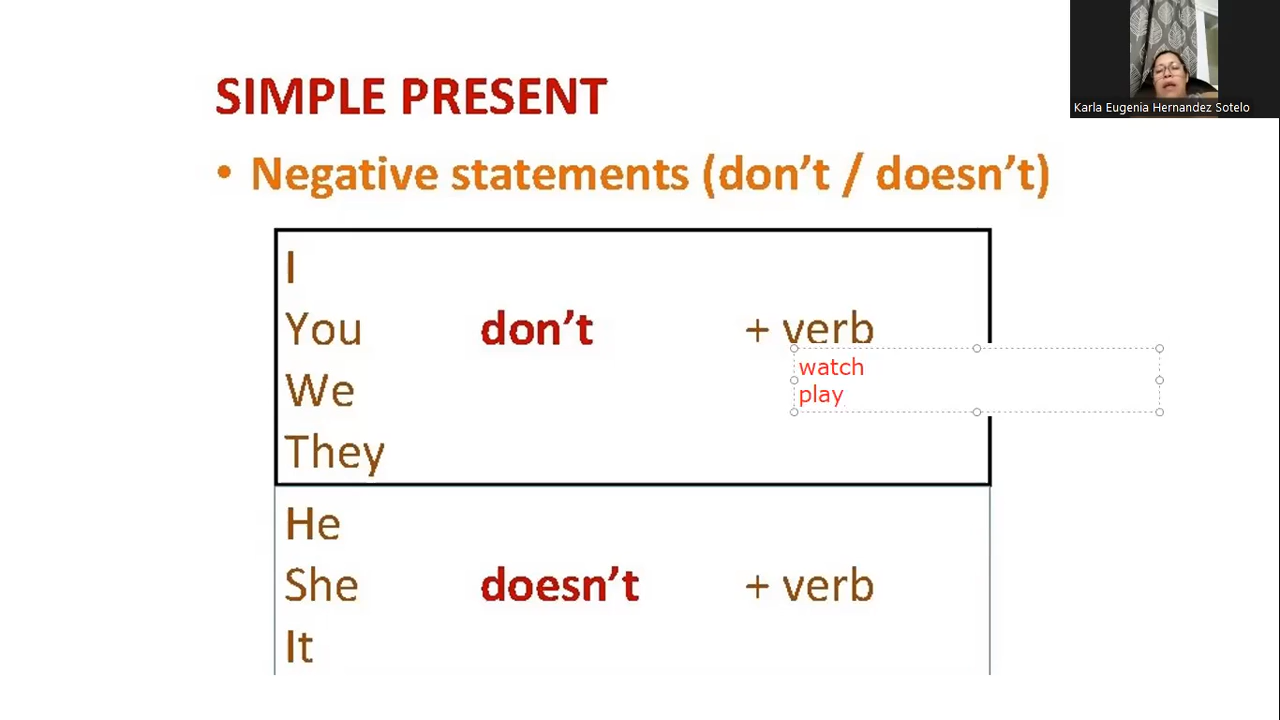 SIMPLE PRESENT
• Negative statements (don’t / doesn’t)
I
You don’t + verb
watch
play
We
They
He
She doesn’t + verb
It
Karla Eugenia Hernandez Sotelo